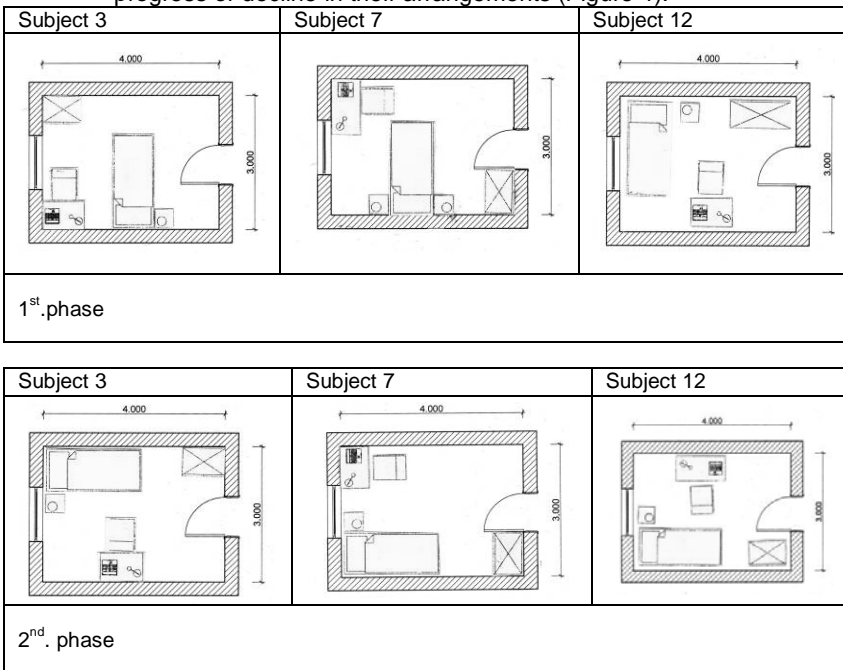 progress or decline in their arrangements (Figure 4).
Subject 3 Subject 7 Subject 12
4.000 4.000
3.000 3.000 3.000
1st.phase
Subject 3 Subject 7 Subject 12
4.000 4.000 4.000
3.000 3.000 3.000
2nd. phase